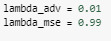 lambda_adv = 0.01
lambda_mse = 0.99